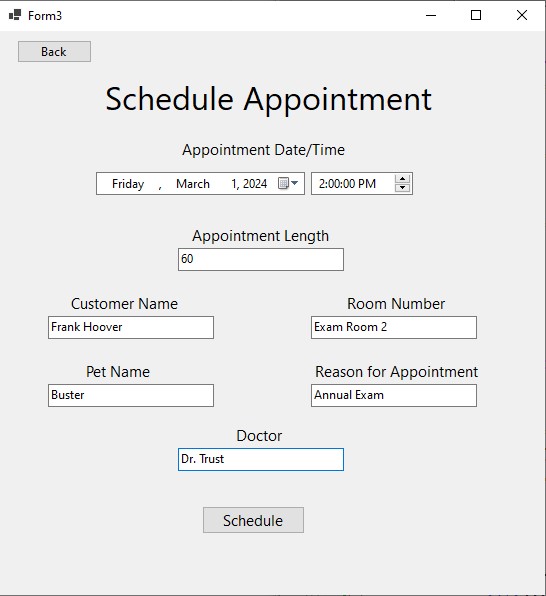 Form3
Back
Schedule Appointment
Appointment Date/Time
Friday , March 1, 2024 2:00:00 PM
Appointment Length
60
Customer Name Room Number
Frank Hoover Exam Room 2
Pet Name Reason for Appointment
Buster Annual Exam
Doctor
Dr. Trust
Schedule